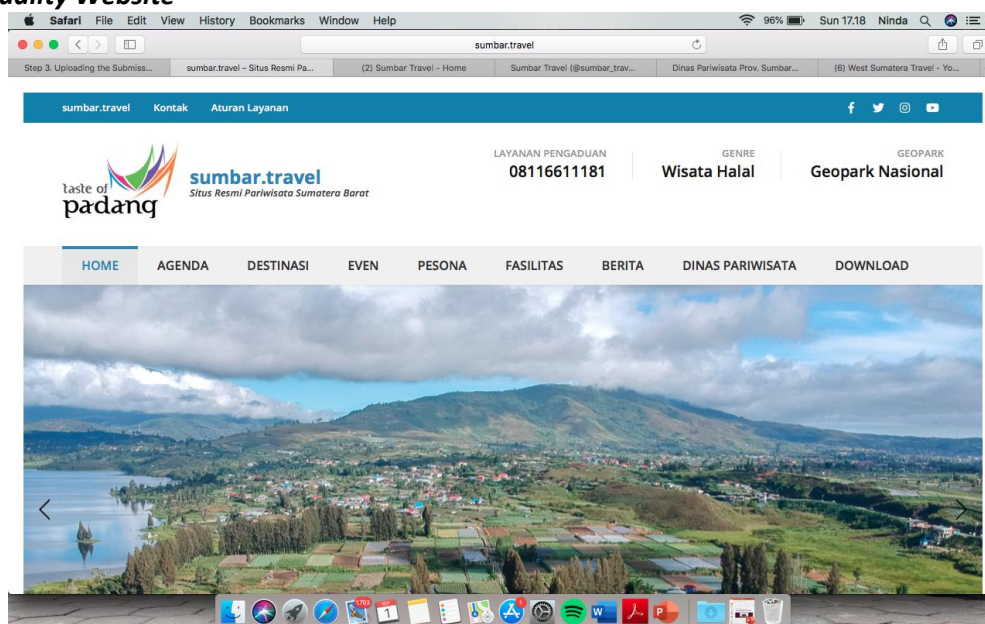 uality Website
Safari File Edit View History Bookmarks Window Help 96% Sun 17.18 Ninda
sumbar.travel
Step 3. Uploading the Submiss... sumbar.travel – Situs Resmi Pa... (2) Sumbar Travel - Home Sumbar Travel (@sumbar_trav... Dinas Pariwisata Prov. Sumbar... (6) West Sumatera Travel - Yo...
sumbar.travel Kontak Aturan Layanan
LAYANAN PENGADUAN GENRE GEOPARK
08116611181 Wisata Halal Geopark Nasional
taste of
padang
sumbar.travel
Situs Resmi Pariwisata Sumatera Barat
HOME AGENDA DESTINASI EVEN PESONA FASILITAS BERITA DINAS PARIWISATA DOWNLOAD
1.703
1